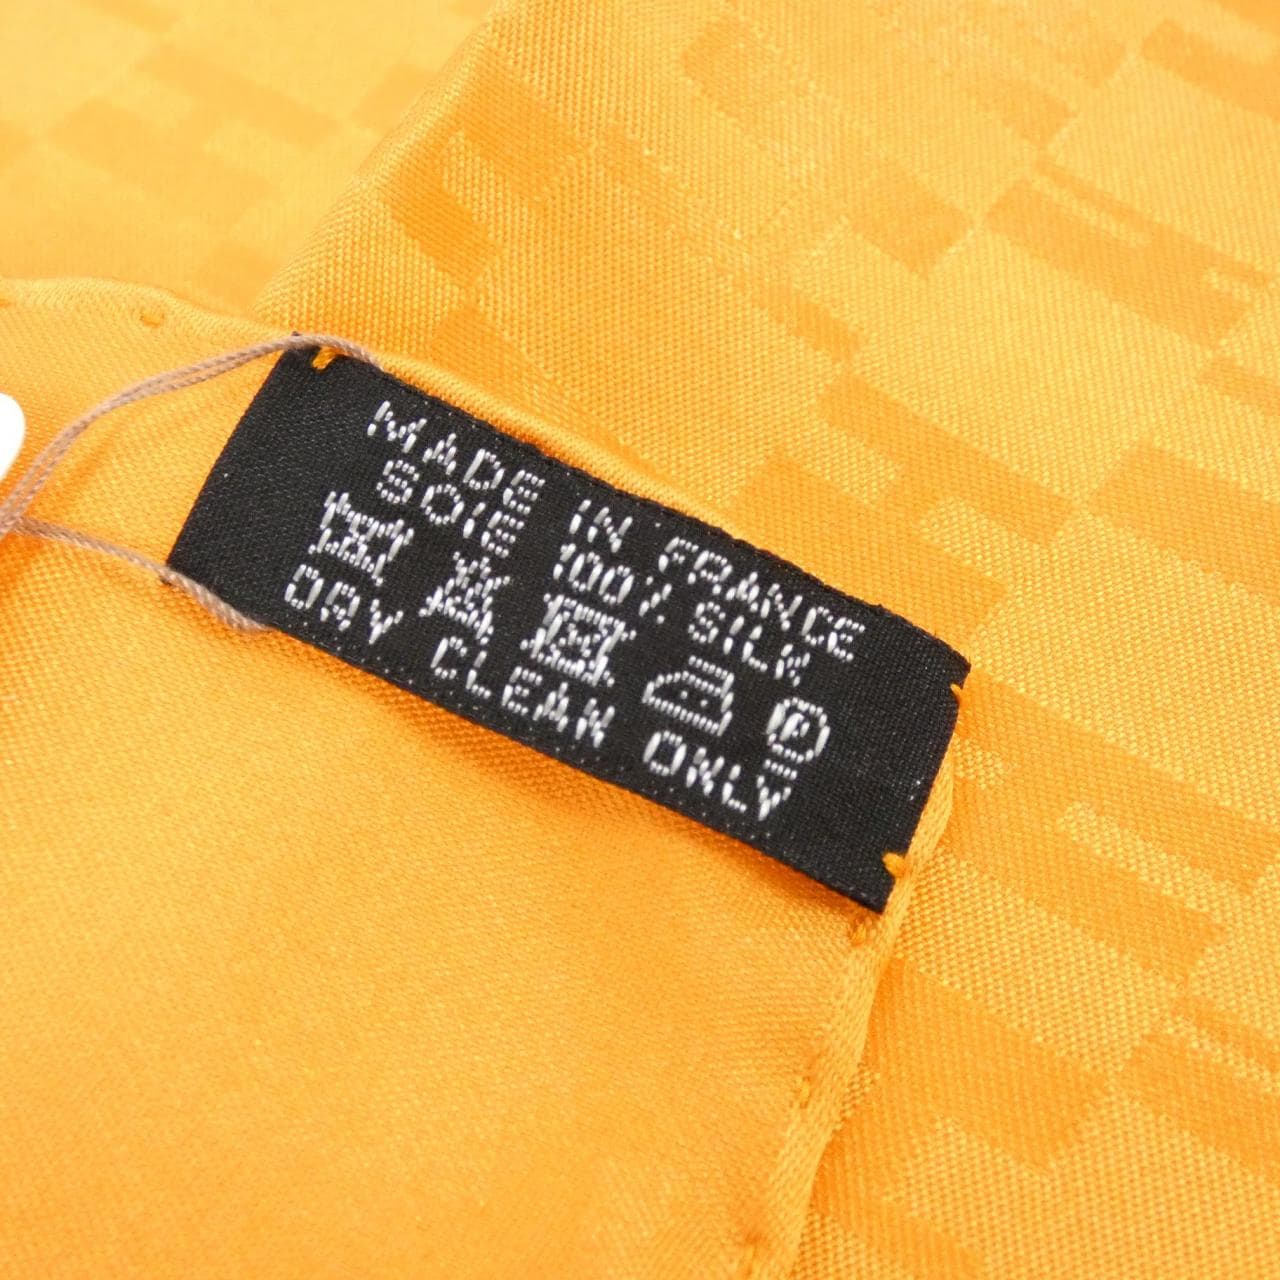 MADE IN FRANCE
SOIE 100% SILK
P
DRY CLEAN ONLY